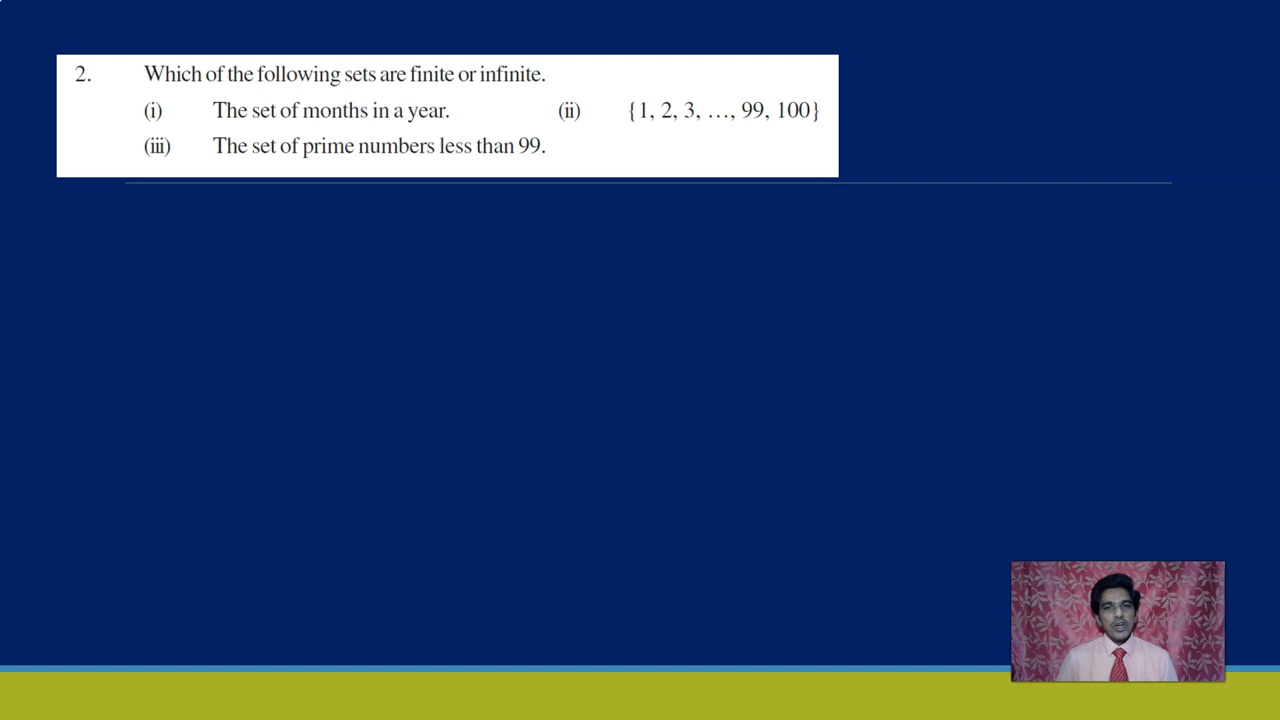 2. Which of the following sets are finite or infinite.
(i) The set of months in a year. (ii) {1, 2, 3, …, 99, 100}
(iii) The set of prime numbers less than 99.